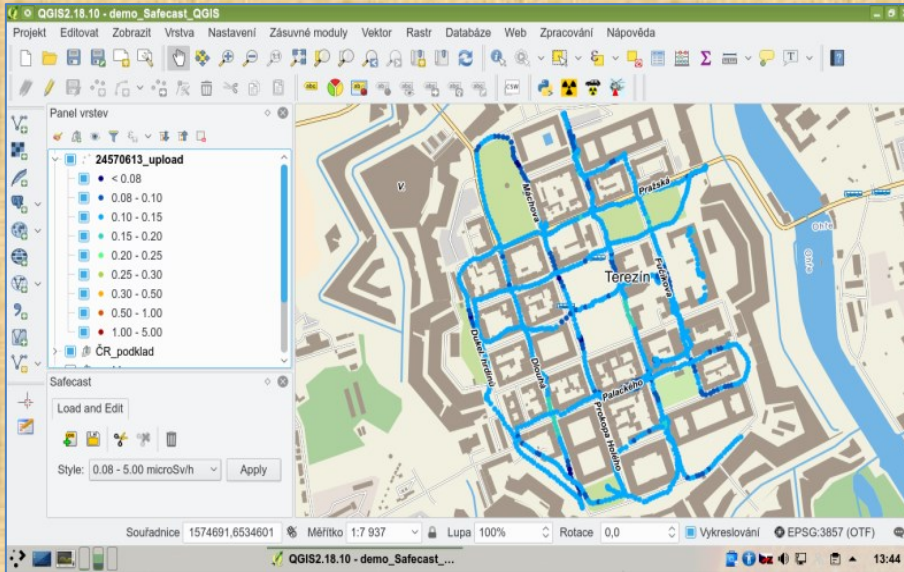 QGIS2.18.10 - demo_Safecast_QGIS
Projekt Editovat Zobrazit Vrstva Nastavení Zásuvné moduly Vektor Rastr Databáze Web Zpracování Nápověda
Panel vrstev
24570613_upload
< 0.08
0.08 - 0.10
0.10 - 0.15
0.15 - 0.20
0.20 - 0.25
0.25 - 0.30
0.30 - 0.50
0.50 - 1.00
1.00 - 5.00
ČR_podklad
Safecast
Load and Edit
Style: 0.08 - 5.00 microSv/h Apply
V
Máchova
Pražská
Ohře
Ohře
Terezín
Fučíkova
Dukel. hrdinů
Dlouhá
Palackého
Prokopa Holého
Souřadnice 1574691,6534601 Měřítko 1:7 937 Lupa 100% Rotace 0,0 Vykreslování EPSG:3857 (OTF)
QGIS2.18.10 - demo_Safecast_... 13:44